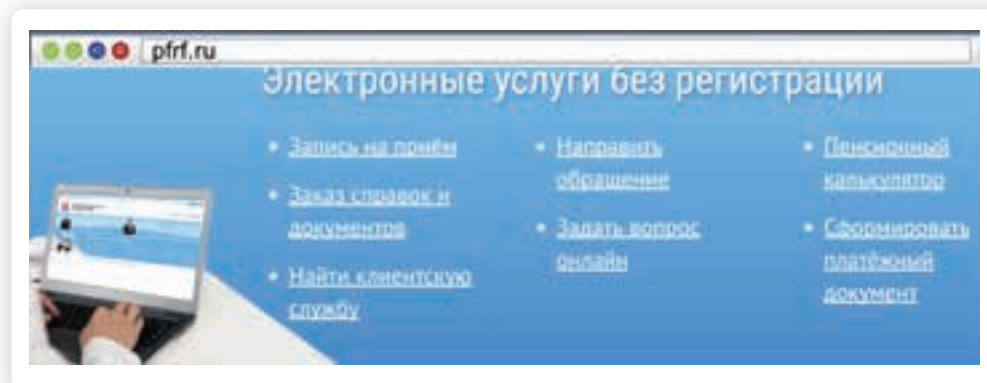 pfrf.ru
Электронные услуги без регистрации
• Запись на приём
• Заказ справок и
документов
• Найти клиентскую
службу
• Направить
обращение
• Задать вопрос
онлайн
• Пенсионный
калькулятор
• Сформировать
платёжный
документ